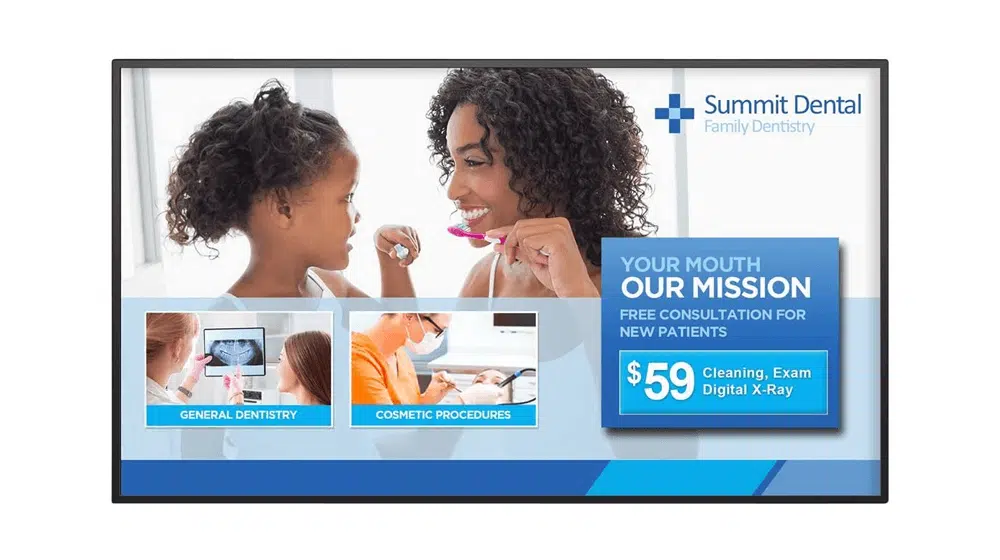 Summit Dental
Family Dentistry
YOUR MOUTH
OUR MISSION
FREE CONSULTATION FOR
NEW PATIENTS
$59 Cleaning, Exam
Digital X-Ray
GENERAL DENTISTRY
COSMETIC PROCEDURES